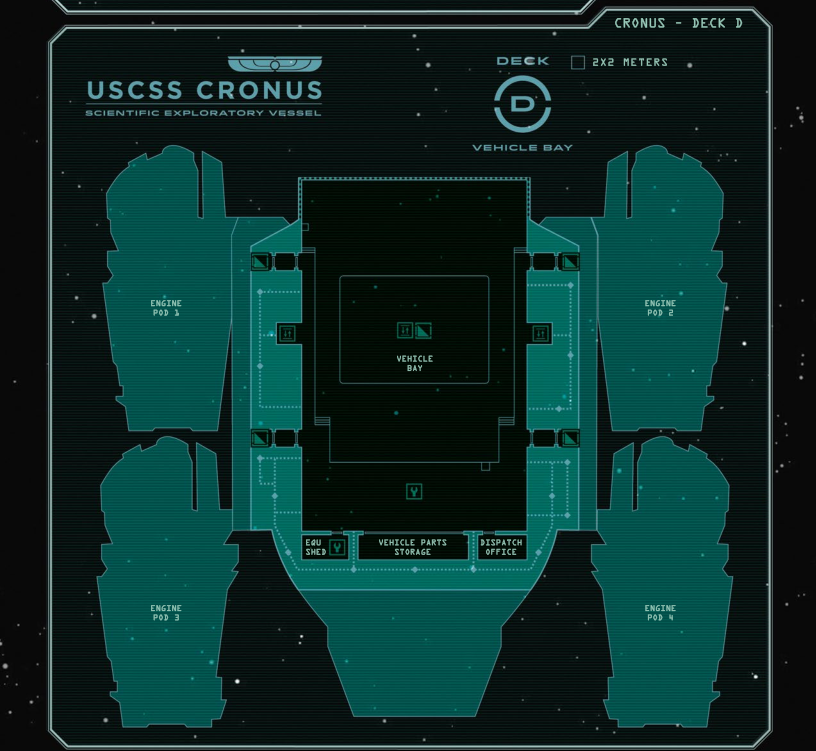 CRONUS - DECK D
USCSS CRONUS
SCIENTIFIC EXPLORATORY VESSEL
DECK
D
VEHICLE BAY
2X2 METERS
ENGINE
POD 1
ENGINE
POD 2
VEHICLE
BAY
EQU
SHED
VEHICLE PARTS
STORAGE
DISPATCH
OFFICE
ENGINE
POD 3
ENGINE
POD 4